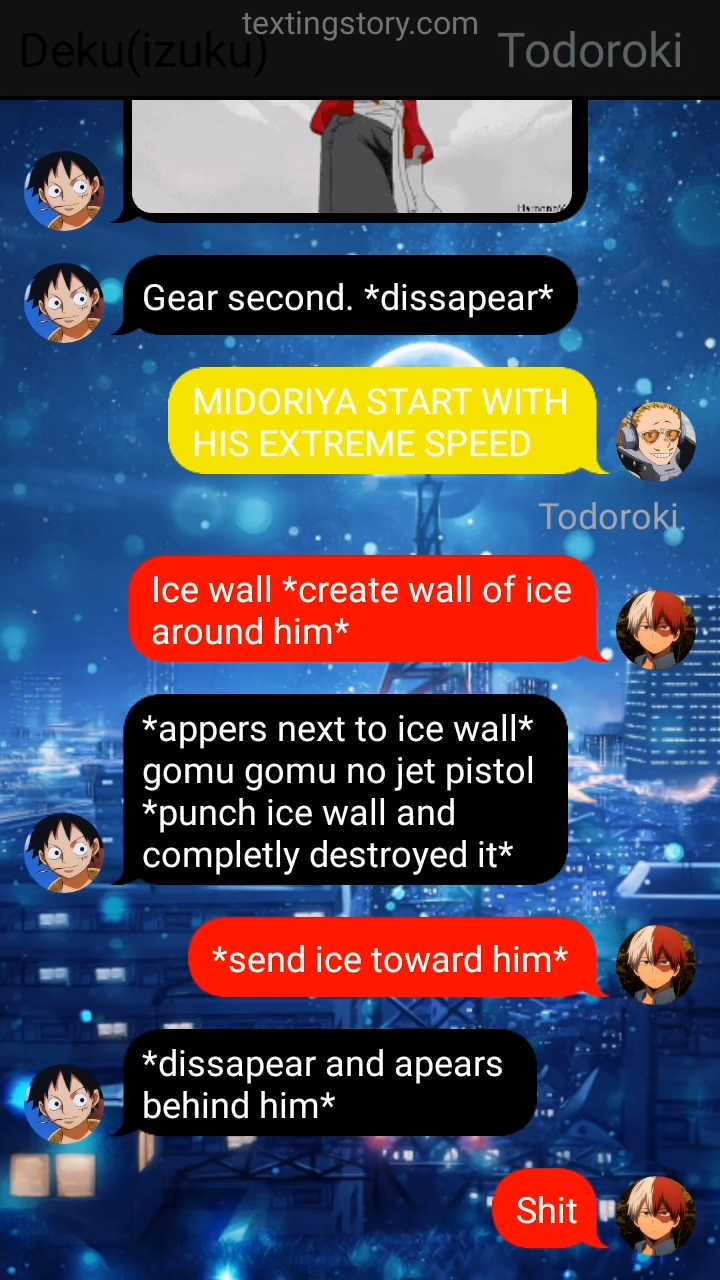 textingstory.com
Deku(izuku)
Todoroki
Gear second. *dissapear*
MIDORIYA START WITH
HIS EXTREME SPEED
Todoroki
Ice wall *create wall of ice
around him*
*appers next to ice wall*
gomu gomu no jet pistol
*punch ice wall and
completly destroyed it*
*send ice toward him*
*dissapear and apears
behind him*
Shit